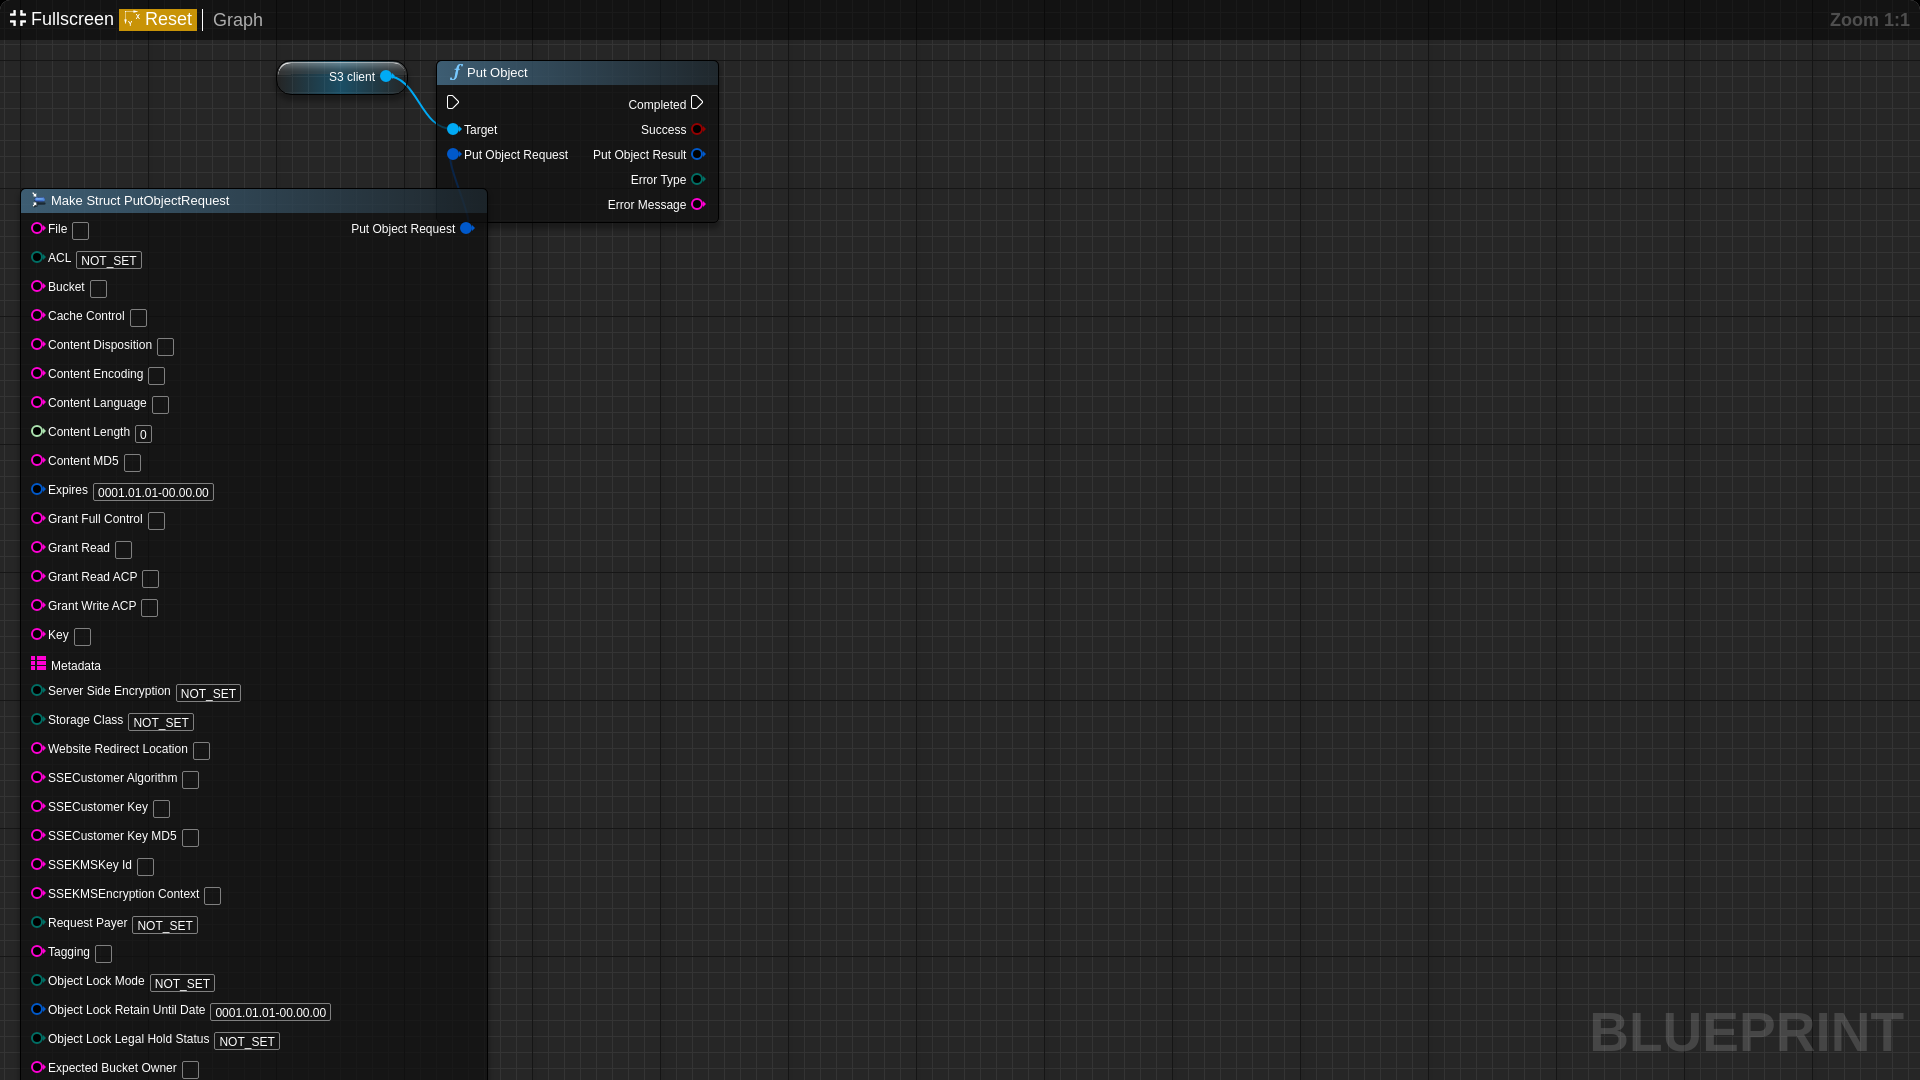 Fullscreen Reset Graph Zoom 1:1
S3 client
Put Object
Completed
Target Success
Put Object Request Put Object Result
Error Type
Error Message
Make Struct PutObjectRequest
File Put Object Request
ACL NOT_SET
Bucket
Cache Control
Content Disposition
Content Encoding
Content Language
Content Length 0
Content MD5
Expires 0001.01.01-00.00.00
Grant Full Control
Grant Read
Grant Read ACP
Grant Write ACP
Key
Metadata
Server Side Encryption NOT_SET
Storage Class NOT_SET
Website Redirect Location
SSECustomer Algorithm
SSECustomer Key
SSECustomer Key MD5
SSEKMSKey Id
SSEKMSEncryption Context
Request Payer NOT_SET
Tagging
Object Lock Mode NOT_SET
Object Lock Retain Until Date 0001.01.01-00.00.00
Object Lock Legal Hold Status NOT_SET
Expected Bucket Owner
BLUEPRINT